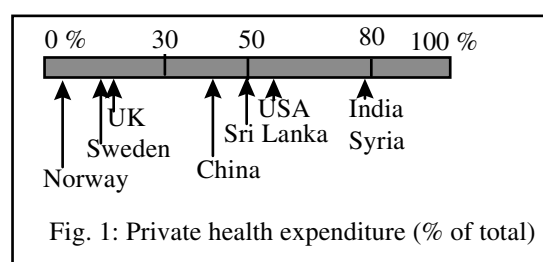 0 % 30 50 80 100 %
UK USA India
Sweden Sri Lanka Syria
Norway China
Fig. 1: Private health expenditure (% of total)